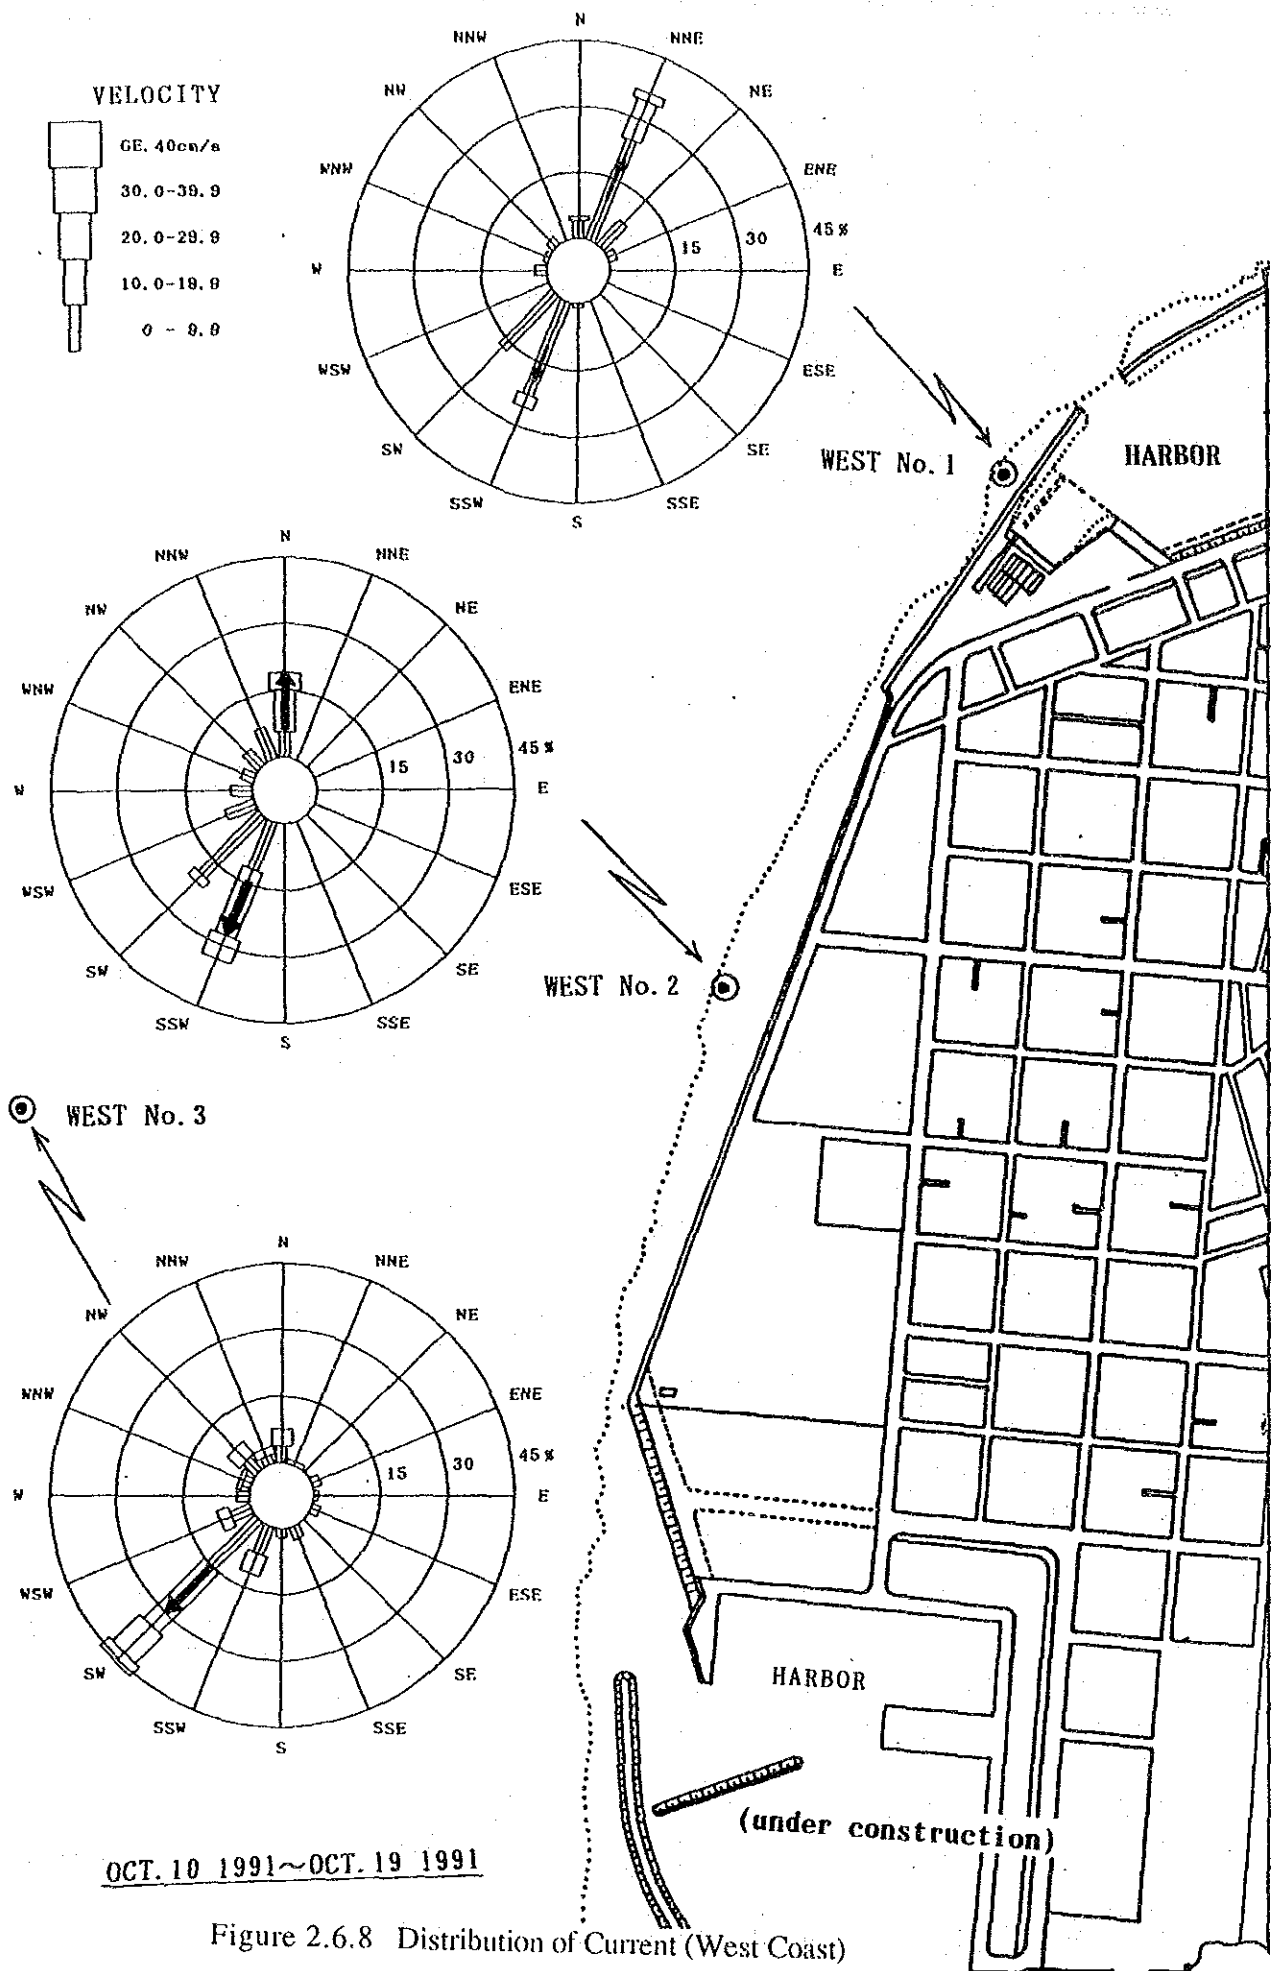 VELOCITY
GE. 40cm/s
30.0-39.9
20.0-29.9
10.0-19.9
0 - 9.9
N
NNE
NE
ENE
E
ESE
SE
SSE
S
SSW
SW
WSW
W
WNW
NW
NNW
15
30
45%
WEST No. 1
HARBOR
N
NNE
NE
ENE
E
ESE
SE
SSE
S
SSW
SW
WSW
W
WNW
NW
NNW
15
30
45%
WEST No. 2
WEST No. 3
N
NNE
NE
ENE
E
ESE
SE
SSE
S
SSW
SW
WSW
W
WNW
NW
NNW
15
30
45%
HARBOR
(under construction)
OCT. 10 1991~OCT. 19 1991
Figure 2.6.8 Distribution of Current (West Coast)